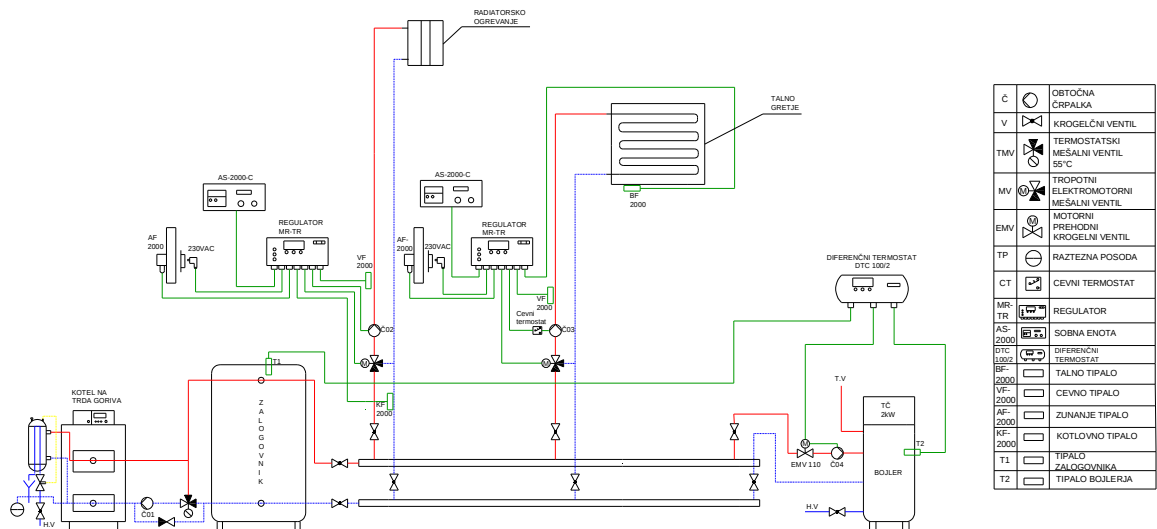 RADIATORSKO
OGREVANJE
TALNO
GRETJE
AS-2000-C
AS-2000-C
BF
2000
REGULATOR
MR-TR
REGULATOR
MR-TR
AF
2000
230VAC
VF
2000
AF-
2000
230VAC
VF
2000
Cevni
termostat
Č02
Č03
M
M
DIFERENČNI TERMOSTAT
DTC 100/2
T1
KF
2000
KOTEL NA
TRDA GORIVA
Z
A
L
O
G
O
V
N
I
K
T.V
TČ
2kW
M
EMV 110
Č04
T2
BOJLER
H.V
Č01
H.V
Č
OBTOČNA
ČRPALKA
V
KROGELČNI VENTIL
TMV
TERMOSTATSKI
MEŠALNI VENTIL
55°C
MV
M
TROPOTNI
ELEKTROMOTORNI
MEŠALNI VENTIL
EMV
M
MOTORNI
PREHODNI
KROGELNI VENTIL
TP
RAZTEZNA POSODA
CT
CEVNI TERMOSTAT
MR-
TR
REGULATOR
AS-
2000
SOBNA ENOTA
DTC
100/2
DIFERENČNI
TERMOSTAT
BF-
2000
TALNO TIPALO
VF-
2000
CEVNO TIPALO
AF-
2000
ZUNANJE TIPALO
KF-
2000
KOTLOVNO TIPALO
T1
TIPALO
ZALOGOVNIKA
T2
TIPALO BOJLERJA